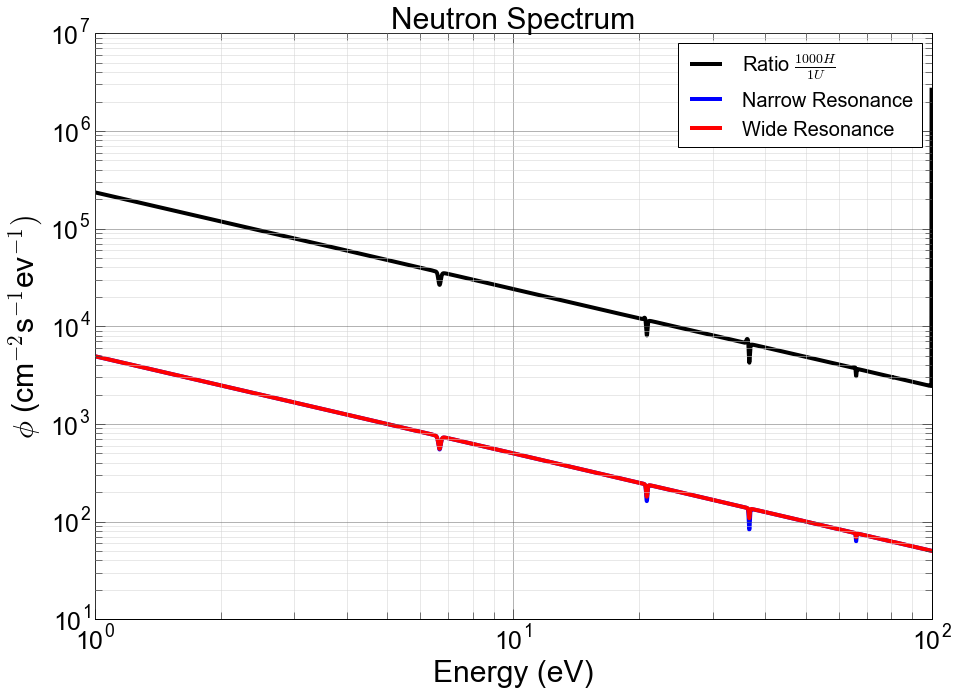 Neutron Spectrum
10^7
10^6
10^5
10^4
10^3
10^2
10^1
ϕ (cm^{-2}s^{-1}ev^{-1})
Ratio \frac{1000H}{1U}
Narrow Resonance
Wide Resonance
10^0 10^1 10^2
Energy (eV)